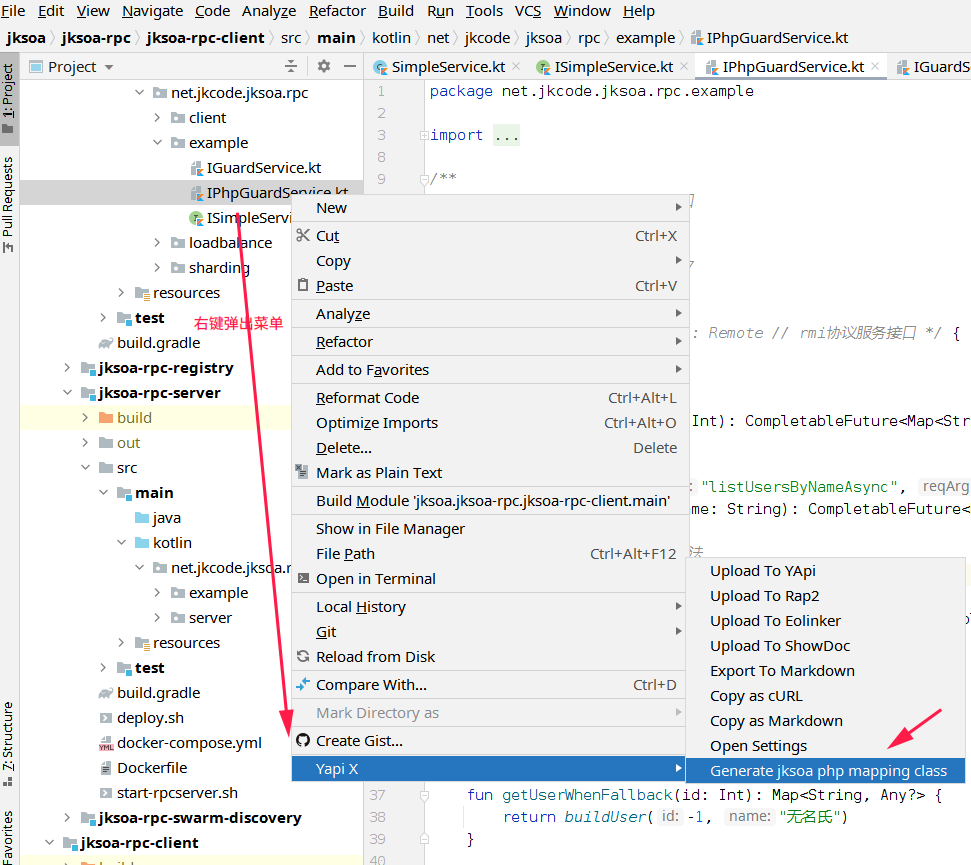 File Edit View Navigate Code Analyze Refactor Build Run Tools VCS Window Help
jksoa jksoa-rpc jksoa-rpc-client src main kotlin net jkcode jksoa rpc example IPhpGuardService.kt
Project
SimpleService.kt ISimpleService.kt IPhpGuardService.kt IGuardS
1: Project
Pull Requests
7: Structure
Favorites
net.jkcode.jksoa.rpc
client
example
IGuardService.kt
IPhpGuardService.kt
ISimpleServi
loadbalance
sharding
resources
test
build.gradle
jksoa-rpc-registry
jksoa-rpc-server
build
out
src
main
java
kotlin
net.jkcode.jksoa.r
example
server
resources
test
build.gradle
deploy.sh
docker-compose.yml
Dockerfile
start-rpcserver.sh
jksoa-rpc-swarm-discovery
jksoa-rpc-client
右键弹出菜单
1 package net.jkcode.jksoa.rpc.example
2
3 import ...
8
9 /**
: Remote // rmi协议服务接口 */ {
Int): CompletableFuture<Map<Str
: "listUsersByNameAsync", reqArg
me: String): CompletableFuture<
法
New
Cut Ctrl+X
Copy
Paste Ctrl+V
Analyze
Refactor
Add to Favorites
Reformat Code Ctrl+Alt+L
Optimize Imports Ctrl+Alt+O
Delete... Delete
Mark as Plain Text
Build Module 'jksoa.jksoa-rpc.jksoa-rpc-client.main'
Show in File Manager
File Path Ctrl+Alt+F12
Open in Terminal
Local History
Git
Reload from Disk
Compare With... Ctrl+D
Mark Directory as
Create Gist...
Yapi X
Upload To YApi
Upload To Rap2
Upload To Eolinker
Upload To ShowDoc
Export To Markdown
Copy as cURL
Copy as Markdown
Open Settings
Generate jksoa php mapping class
37 fun getUserWhenFallback(id: Int): Map<String, Any?> {
38 return buildUser( id: -1, name: "无名氏")
39 }
40